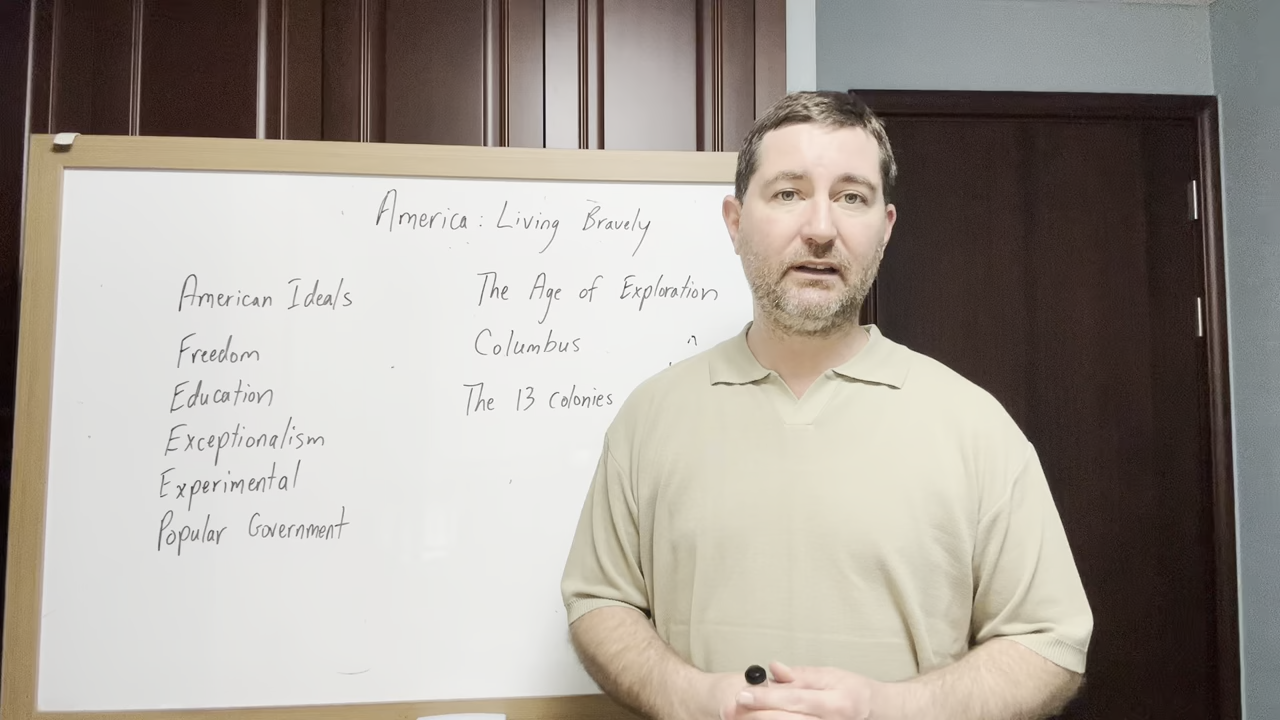 America: Living Bravely
American Ideals
Freedom
Education
Exceptionalism
Experimental
Popular Government
The Age of Exploration
Columbus
The 13 colonies